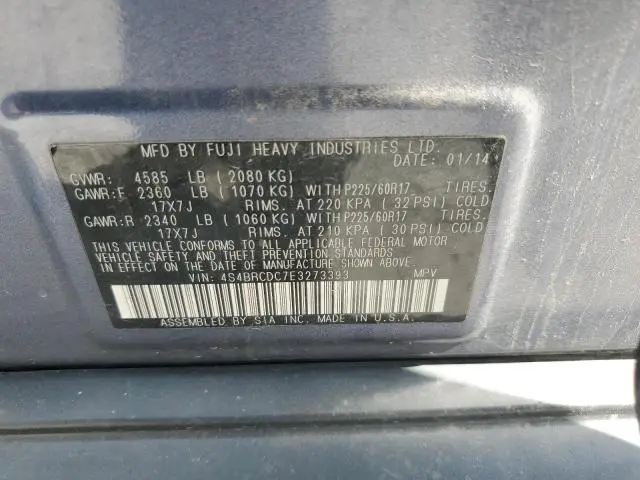 MFD BY FUJI HEAVY INDUSTRIES LTD.
DATE: 01/14
GVWR: 4585 LB (2080 KG)
GAWR:F 2360 LB (1070 KG) WITH P225/60R17 TIRES.
17X7J RIMS. AT 220 KPA (32 PSI) COLD
GAWR:R 2340 LB (1060 KG) WITH P225/60R17 TIRES.
17X7J RIMS. AT 210 KPA (30 PSI) COLD
THIS VEHICLE CONFORMS TO ALL APPLICABLE FEDERAL MOTOR
VEHICLE SAFETY AND THEFT PREVENTION STANDARDS
IN EFFECT ON THE DATE OF MANUFACTURE SHOWN ABOVE.
VIN: 4S4BRCDC7E3273393 MPV
ASSEMBLED BY SIA INC. MADE IN U.S.A.